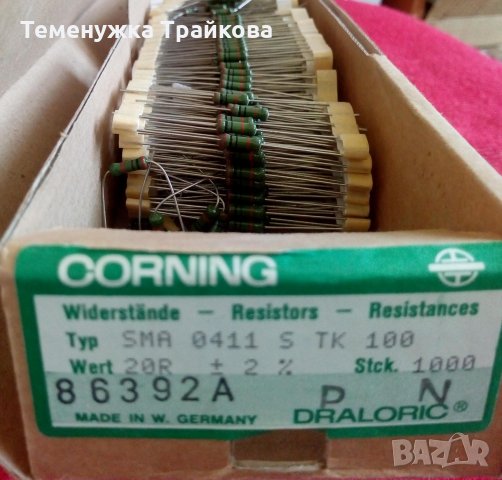 Теменужка Трайкова
CORNING
Widerstände – Resistors – Resistances
Typ SMA 0411 S TK 100
Wert 20R ± 2 % Stck. 1000
86392A P N
MADE IN W. GERMANY DRALORIC®
BAZAR